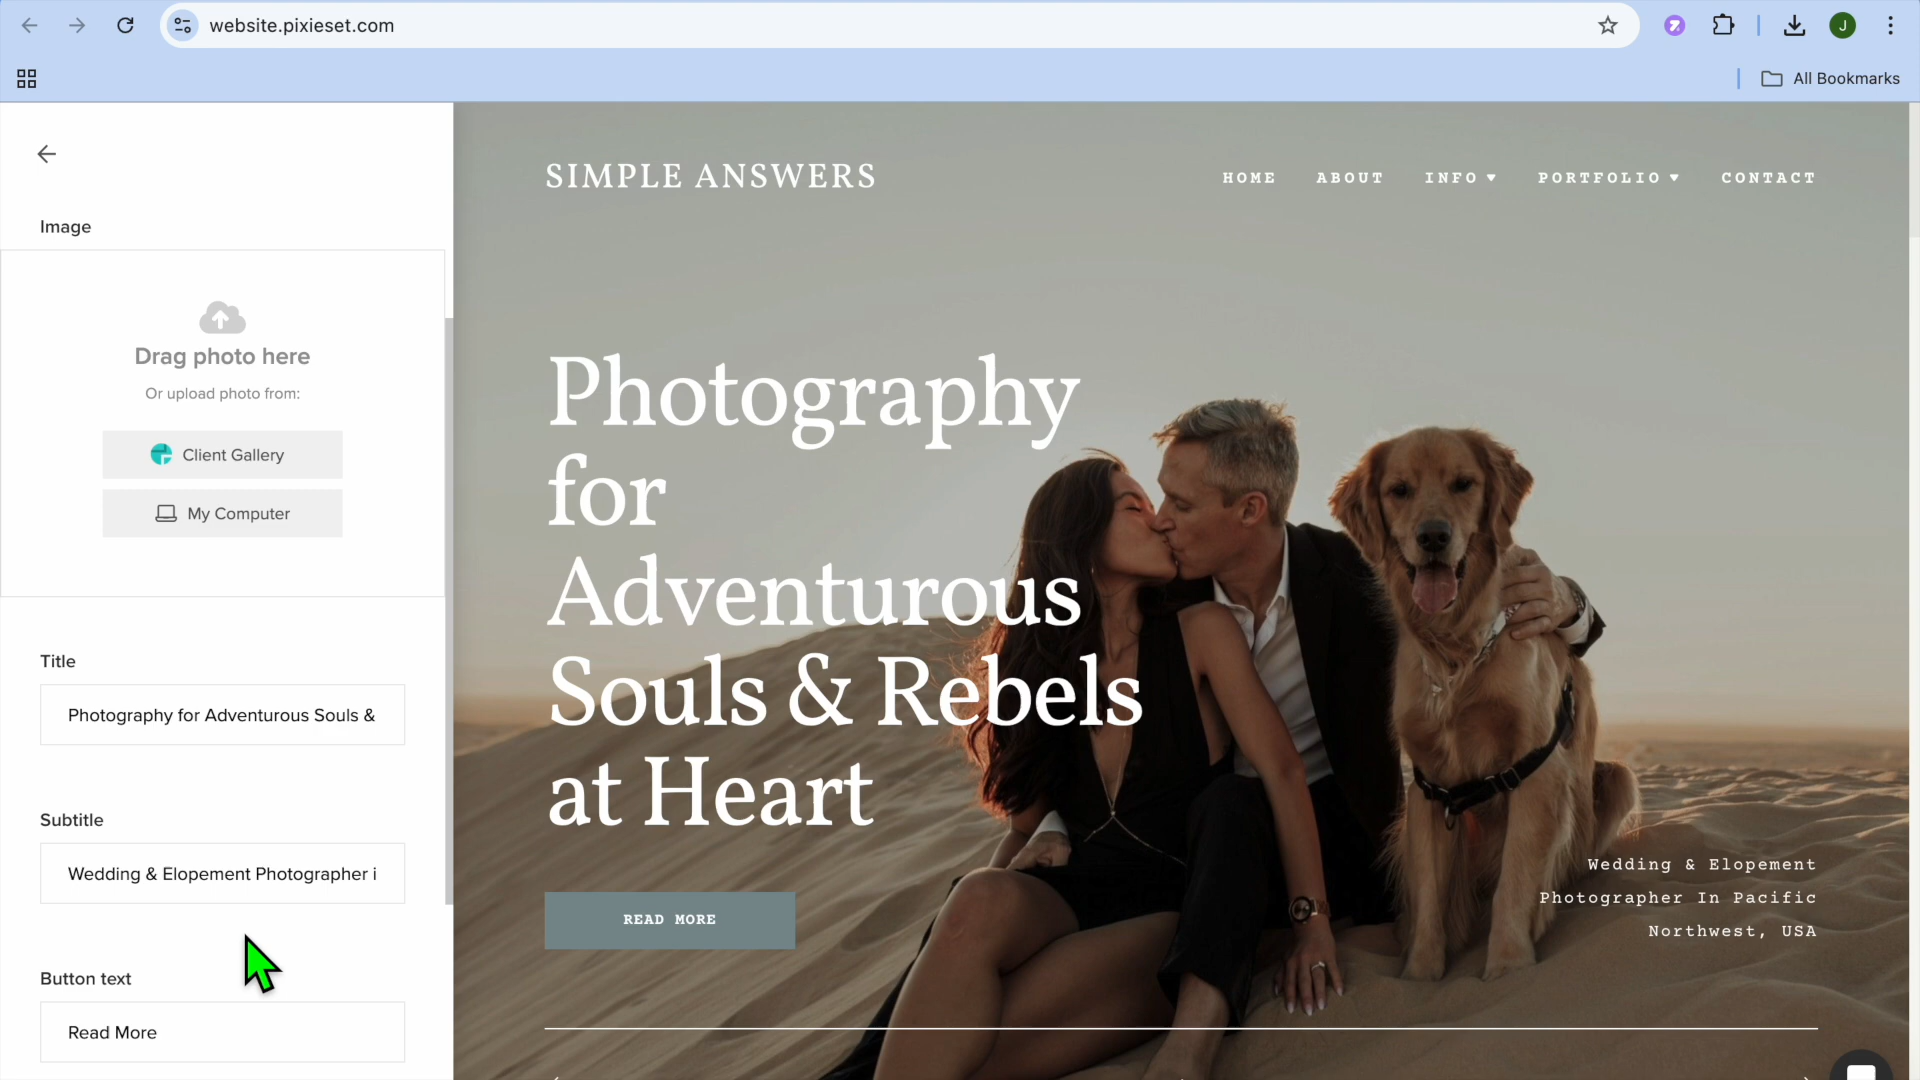 website.pixieset.com
J
All Bookmarks
Image
Drag photo here
Or upload photo from:
Client Gallery
My Computer
Title
Photography for Adventurous Souls &
Subtitle
Wedding & Elopement Photographer i
Button text
Read More
SIMPLE ANSWERS
HOME ABOUT INFO PORTFOLIO CONTACT
Photography
for
Adventurous
Souls & Rebels
at Heart
READ MORE
Wedding & Elopement
Photographer In Pacific
Northwest, USA